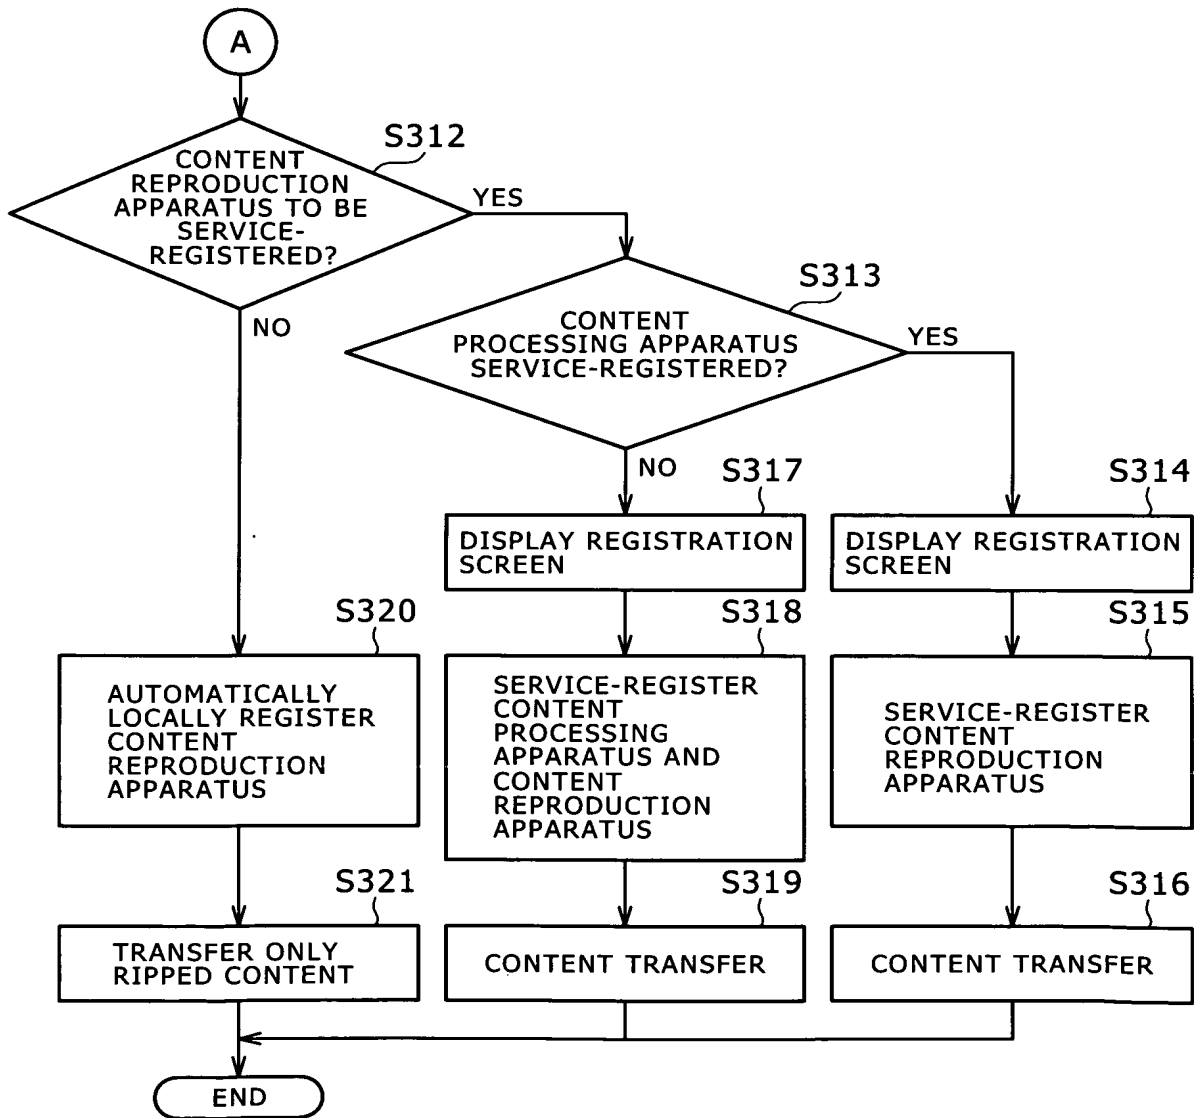 A
S312
CONTENT
REPRODUCTION
APPARATUS TO BE
SERVICE-
REGISTERED?
YES
NO
S313
CONTENT
PROCESSING APPARATUS
SERVICE-REGISTERED?
YES
NO
S317
DISPLAY REGISTRATION
SCREEN
S314
DISPLAY REGISTRATION
SCREEN
S320
AUTOMATICALLY
LOCALLY REGISTER
CONTENT
REPRODUCTION
APPARATUS
S318
SERVICE-REGISTER
CONTENT
PROCESSING
APPARATUS AND
CONTENT
REPRODUCTION
APPARATUS
S315
SERVICE-REGISTER
CONTENT
REPRODUCTION
APPARATUS
S321
TRANSFER ONLY
RIPPED CONTENT
S319
CONTENT TRANSFER
S316
CONTENT TRANSFER
END